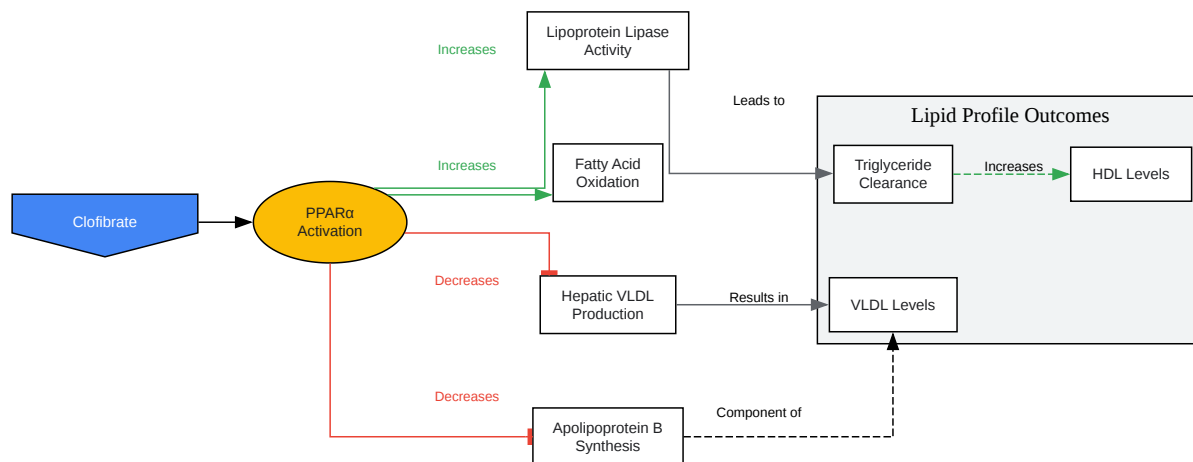 Lipoprotein Lipase
Activity
Increases
Leads to
Lipid Profile Outcomes
Increases
Fatty Acid
Oxidation
Triglyceride
Clearance
Increases
HDL Levels
Clofibrate
PPARα
Activation
Decreases
Hepatic VLDL
Production
Results in
VLDL Levels
Decreases
Component of
Apolipoprotein B
Synthesis